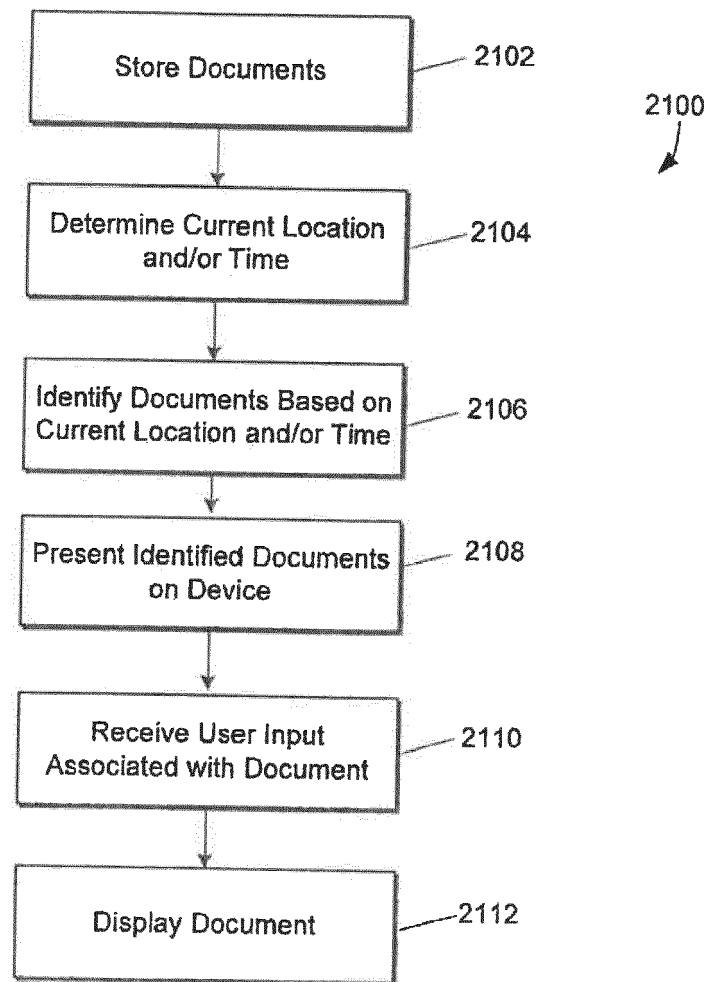 Store Documents
2102
2100
Determine Current Location
and/or Time
2104
Identify Documents Based on
Current Location and/or Time
2106
Present Identified Documents
on Device
2108
Receive User Input
Associated with Document
2110
Display Document
2112